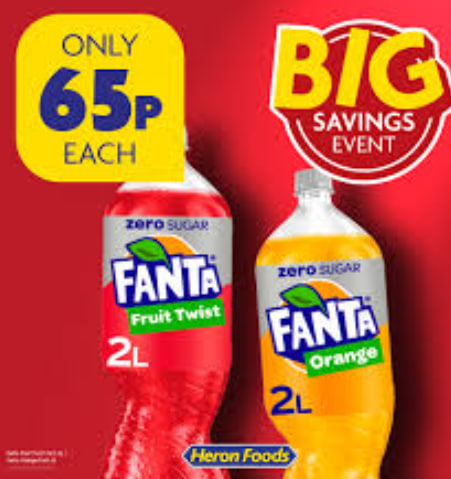 ONLY
65P
EACH
BIG
SAVINGS
EVENT
zero SUGAR
FANTA
Fruit Twist
2L
zero SUGAR
FANTA
Orange
2L
Heron Foods